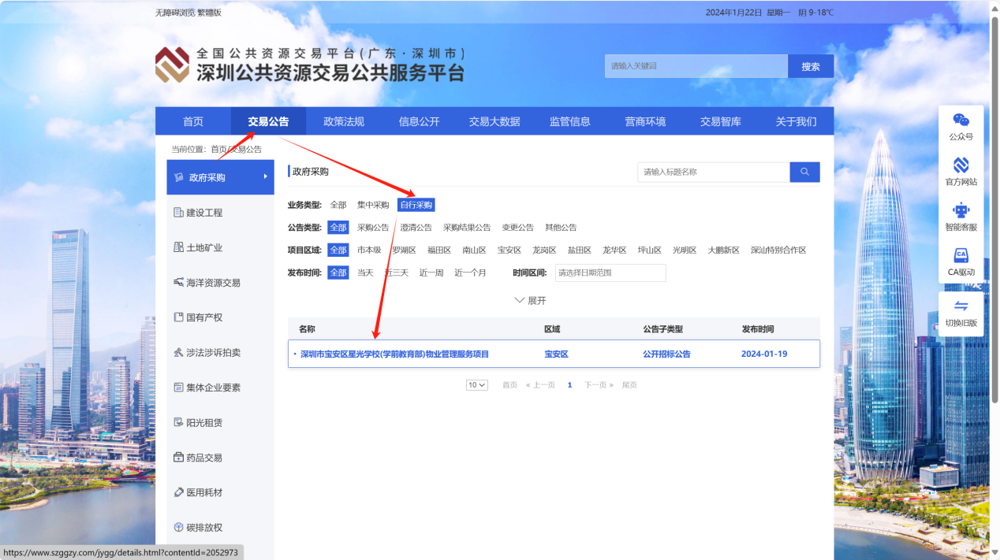 无障碍浏览 繁體版
2024年1月22日 星期一 阴 9-18℃
全国公共资源交易平台(广东·深圳市)
深圳公共资源交易公共服务平台
请输入关键词 搜索
首页 交易公告 政策法规 信息公开 交易大数据 监管信息 营商环境 交易智库 关于我们
当前位置：首页/交易公告
政府采购
建设工程
土地矿业
海洋资源交易
国有产权
涉法涉诉拍卖
集体企业要素
阳光租赁
药品交易
医用耗材
碳排放权
政府采购
请输入标题名称
业务类型: 全部 集中采购 自行采购
公告类型: 全部 采购公告 澄清公告 采购结果公告 变更公告 其他公告
项目区域: 全部 市本级 罗湖区 福田区 南山区 宝安区 龙岗区 盐田区 龙华区 坪山区 光明区 大鹏新区 深汕特别合作区
发布时间: 全部 当天 近三天 近一周 近一个月 时间区间: 请选择日期范围
展开
名称 区域 公告子类型 发布时间
· 深圳市宝安区星光学校(学前教育部)物业管理服务项目 宝安区 公开招标公告 2024-01-19
10 首页 « 上一页 1 下一页 » 尾页
公众号
官方网站
智能客服
CA
CA驱动
切换旧版
https://www.szggzy.com/jygg/details.html?contentId=2052973